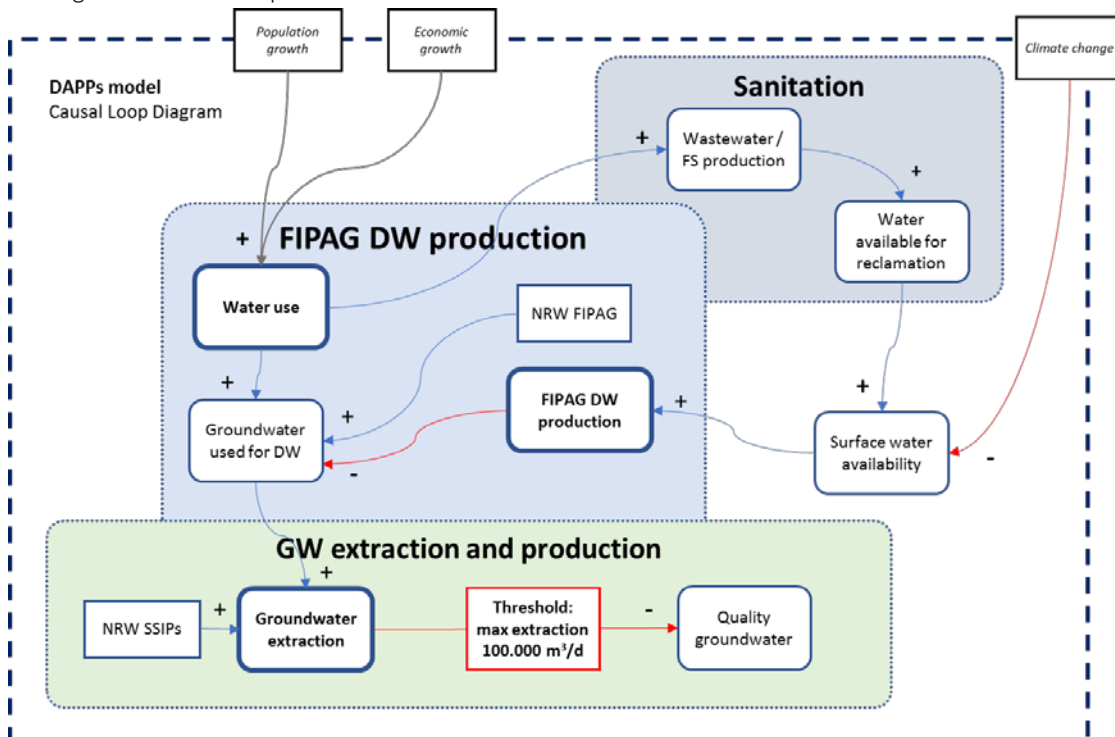 Population
growth
Economic
growth
Climate change
DAPPs model
Causal Loop Diagram
Sanitation
+
Wastewater /
FS production
+
Water
available for
reclamation
+
FIPAG DW production
Water use
NRW FIPAG
+
+
Groundwater
used for DW
-
FIPAG DW
production
+
+
Surface water
availability
-
GW extraction and production
+
NRW SSIPs
+
Groundwater
extraction
Threshold:
max extraction
100.000 m³/d
-
Quality
groundwater